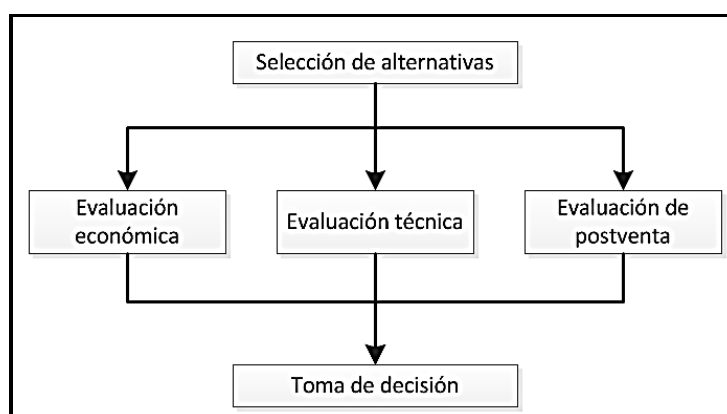 Selección de alternativas
Evaluación
económica
Evaluación técnica
Evaluación de
postventa
Toma de decisión